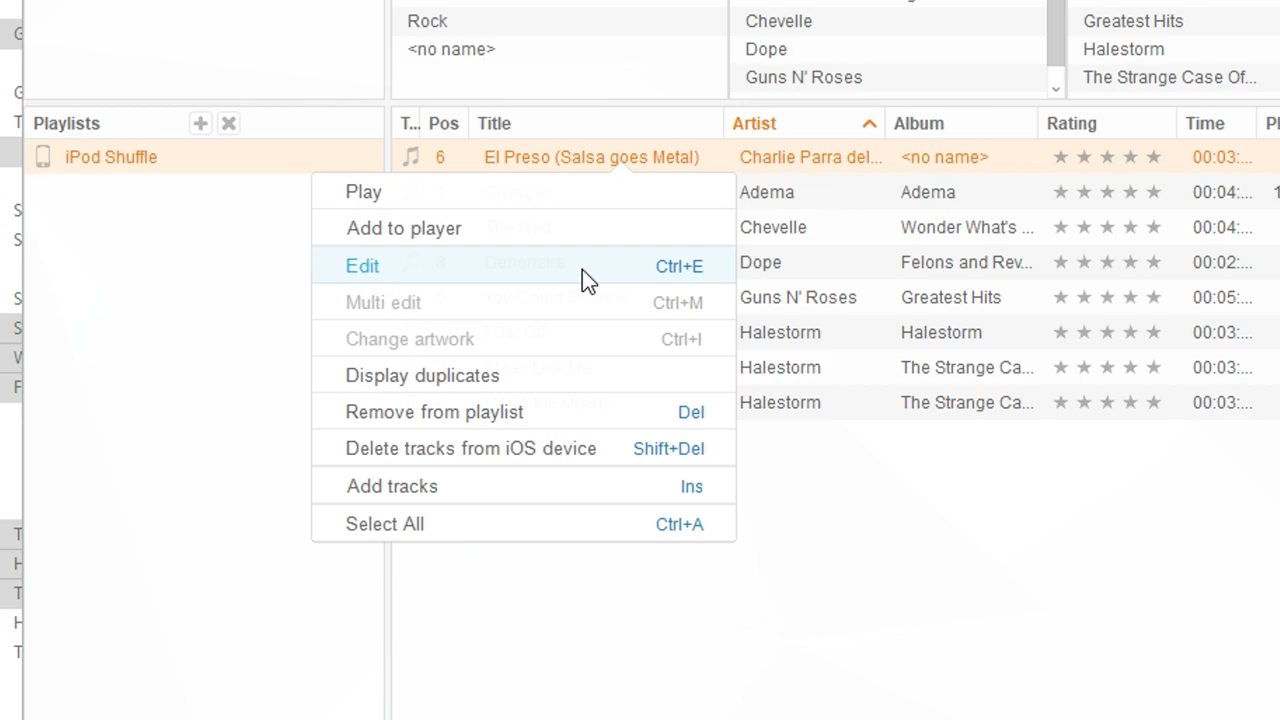 Rock
<no name>
Chevelle
Dope
Guns N' Roses
Greatest Hits
Halestorm
The Strange Case Of...
Playlists
iPod Shuffle
T... Pos Title Artist Album Rating Time
6 El Preso (Salsa goes Metal) Charlie Parra del... <no name> 00:03:...
Adema Adema 00:04:...
Chevelle Wonder What's ... 00:04:...
Dope Felons and Rev... 00:02:...
Guns N' Roses Greatest Hits 00:05:...
Halestorm Halestorm 00:03:...
Halestorm The Strange Ca... 00:03:...
Halestorm The Strange Ca... 00:03:...
Play
Add to player
Edit Ctrl+E
Multi edit Ctrl+M
Change artwork Ctrl+I
Display duplicates
Remove from playlist Del
Delete tracks from iOS device Shift+Del
Add tracks Ins
Select All Ctrl+A